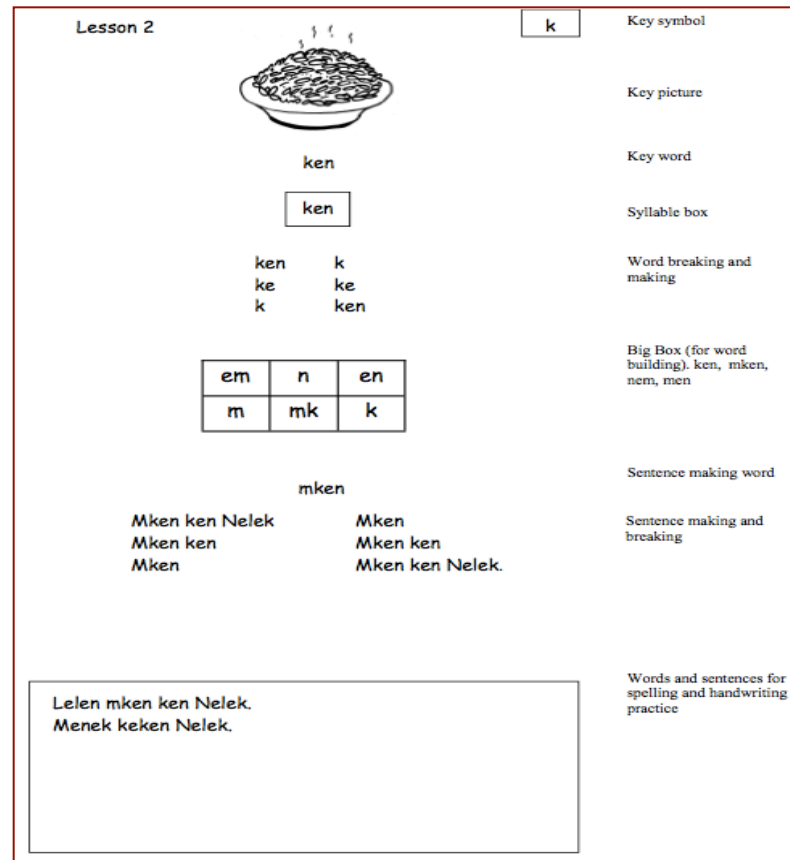 Lesson 2
k
Key symbol
Key picture
ken
Key word
ken
Syllable box
ken k
ke ke
k ken
Word breaking and
making
em n en
m mk k
Big Box (for word
building). ken, mken,
nem, men
mken
Sentence making word
Mken ken Nelek Mken
Mken ken Mken ken
Mken Mken ken Nelek.
Sentence making and
breaking
Lelen mken ken Nelek.
Menek keken Nelek.
Words and sentences for
spelling and handwriting
practice